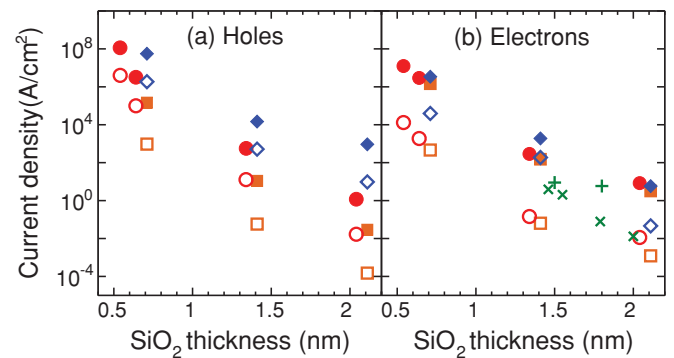 (a) Holes
(b) Electrons
Current density(A/cm²)
10⁸
10⁴
10⁰
10⁻⁴
0.5 1 1.5 2
0.5 1 1.5 2
SiO₂ thickness (nm)
SiO₂ thickness (nm)